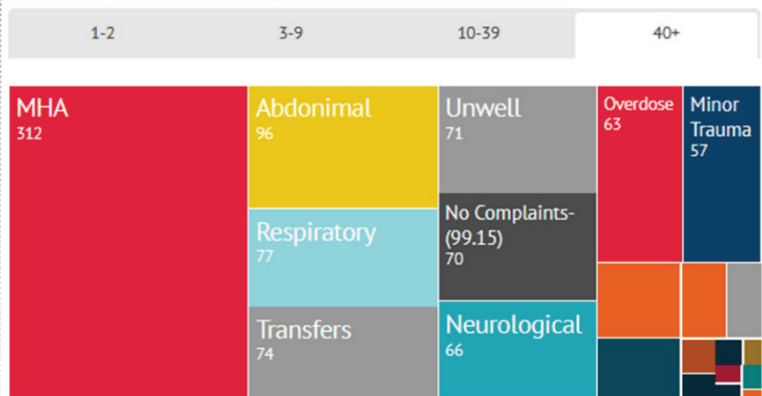 1-2
3-9
10-39
40+
MHA
312
Abdonimal
96
Respiratory
77
Transfers
74
Unwell
71
No Complaints-
(99.15)
70
Neurological
66
Overdose
63
Minor
Trauma
57